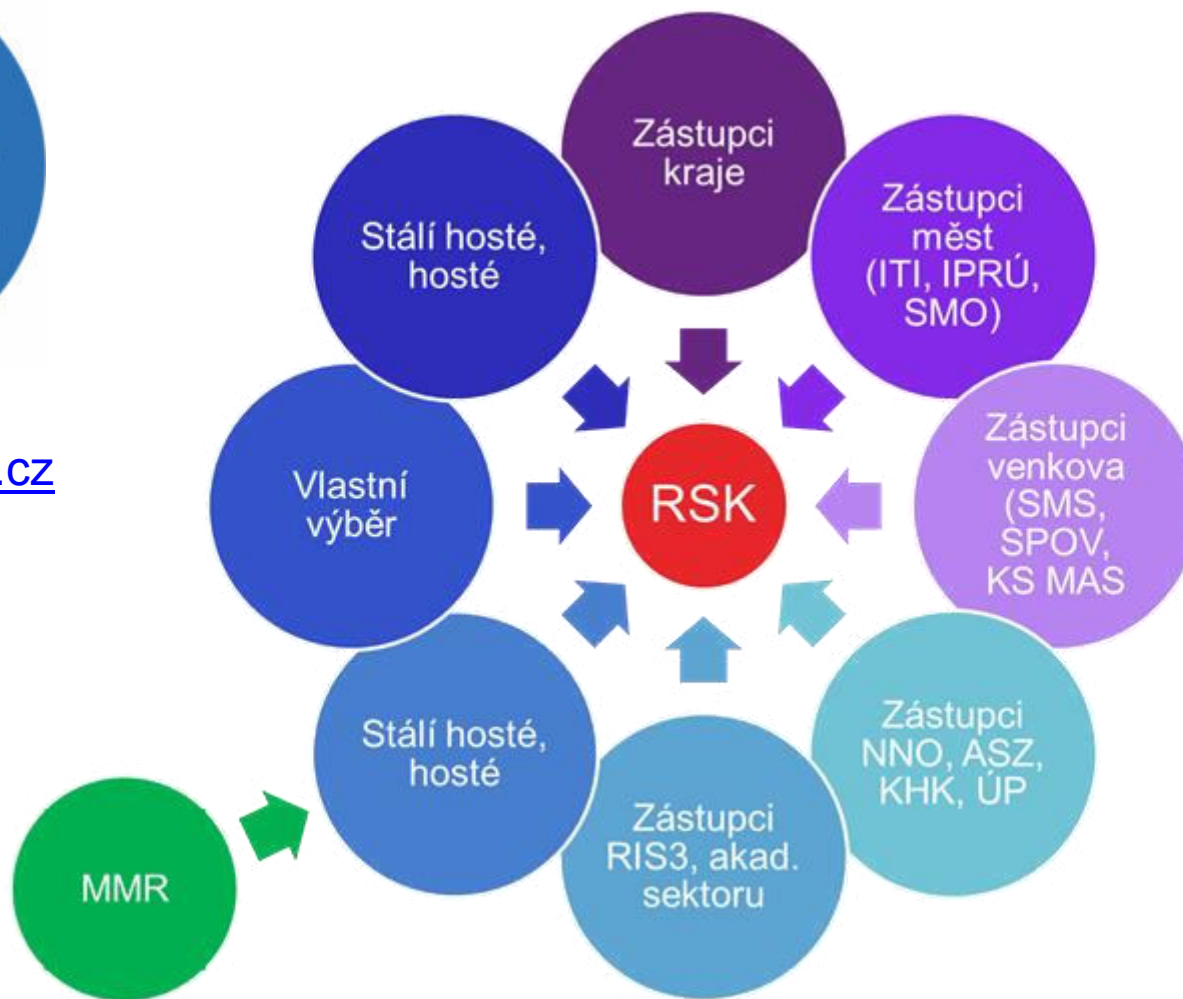 Zástupci
kraje
Zástupci
měst
(ITI, IPRÚ,
SMO)
Zástupci
venkova
(SMS,
SPOV,
KS MAS
Zástupci
NNO, ASZ,
KHK, ÚP
Zástupci
RIS3, akad.
sektoru
Stálí hosté,
hosté
Vlastní
výběr
Stálí hosté,
hosté
RSK
MMR
.cz